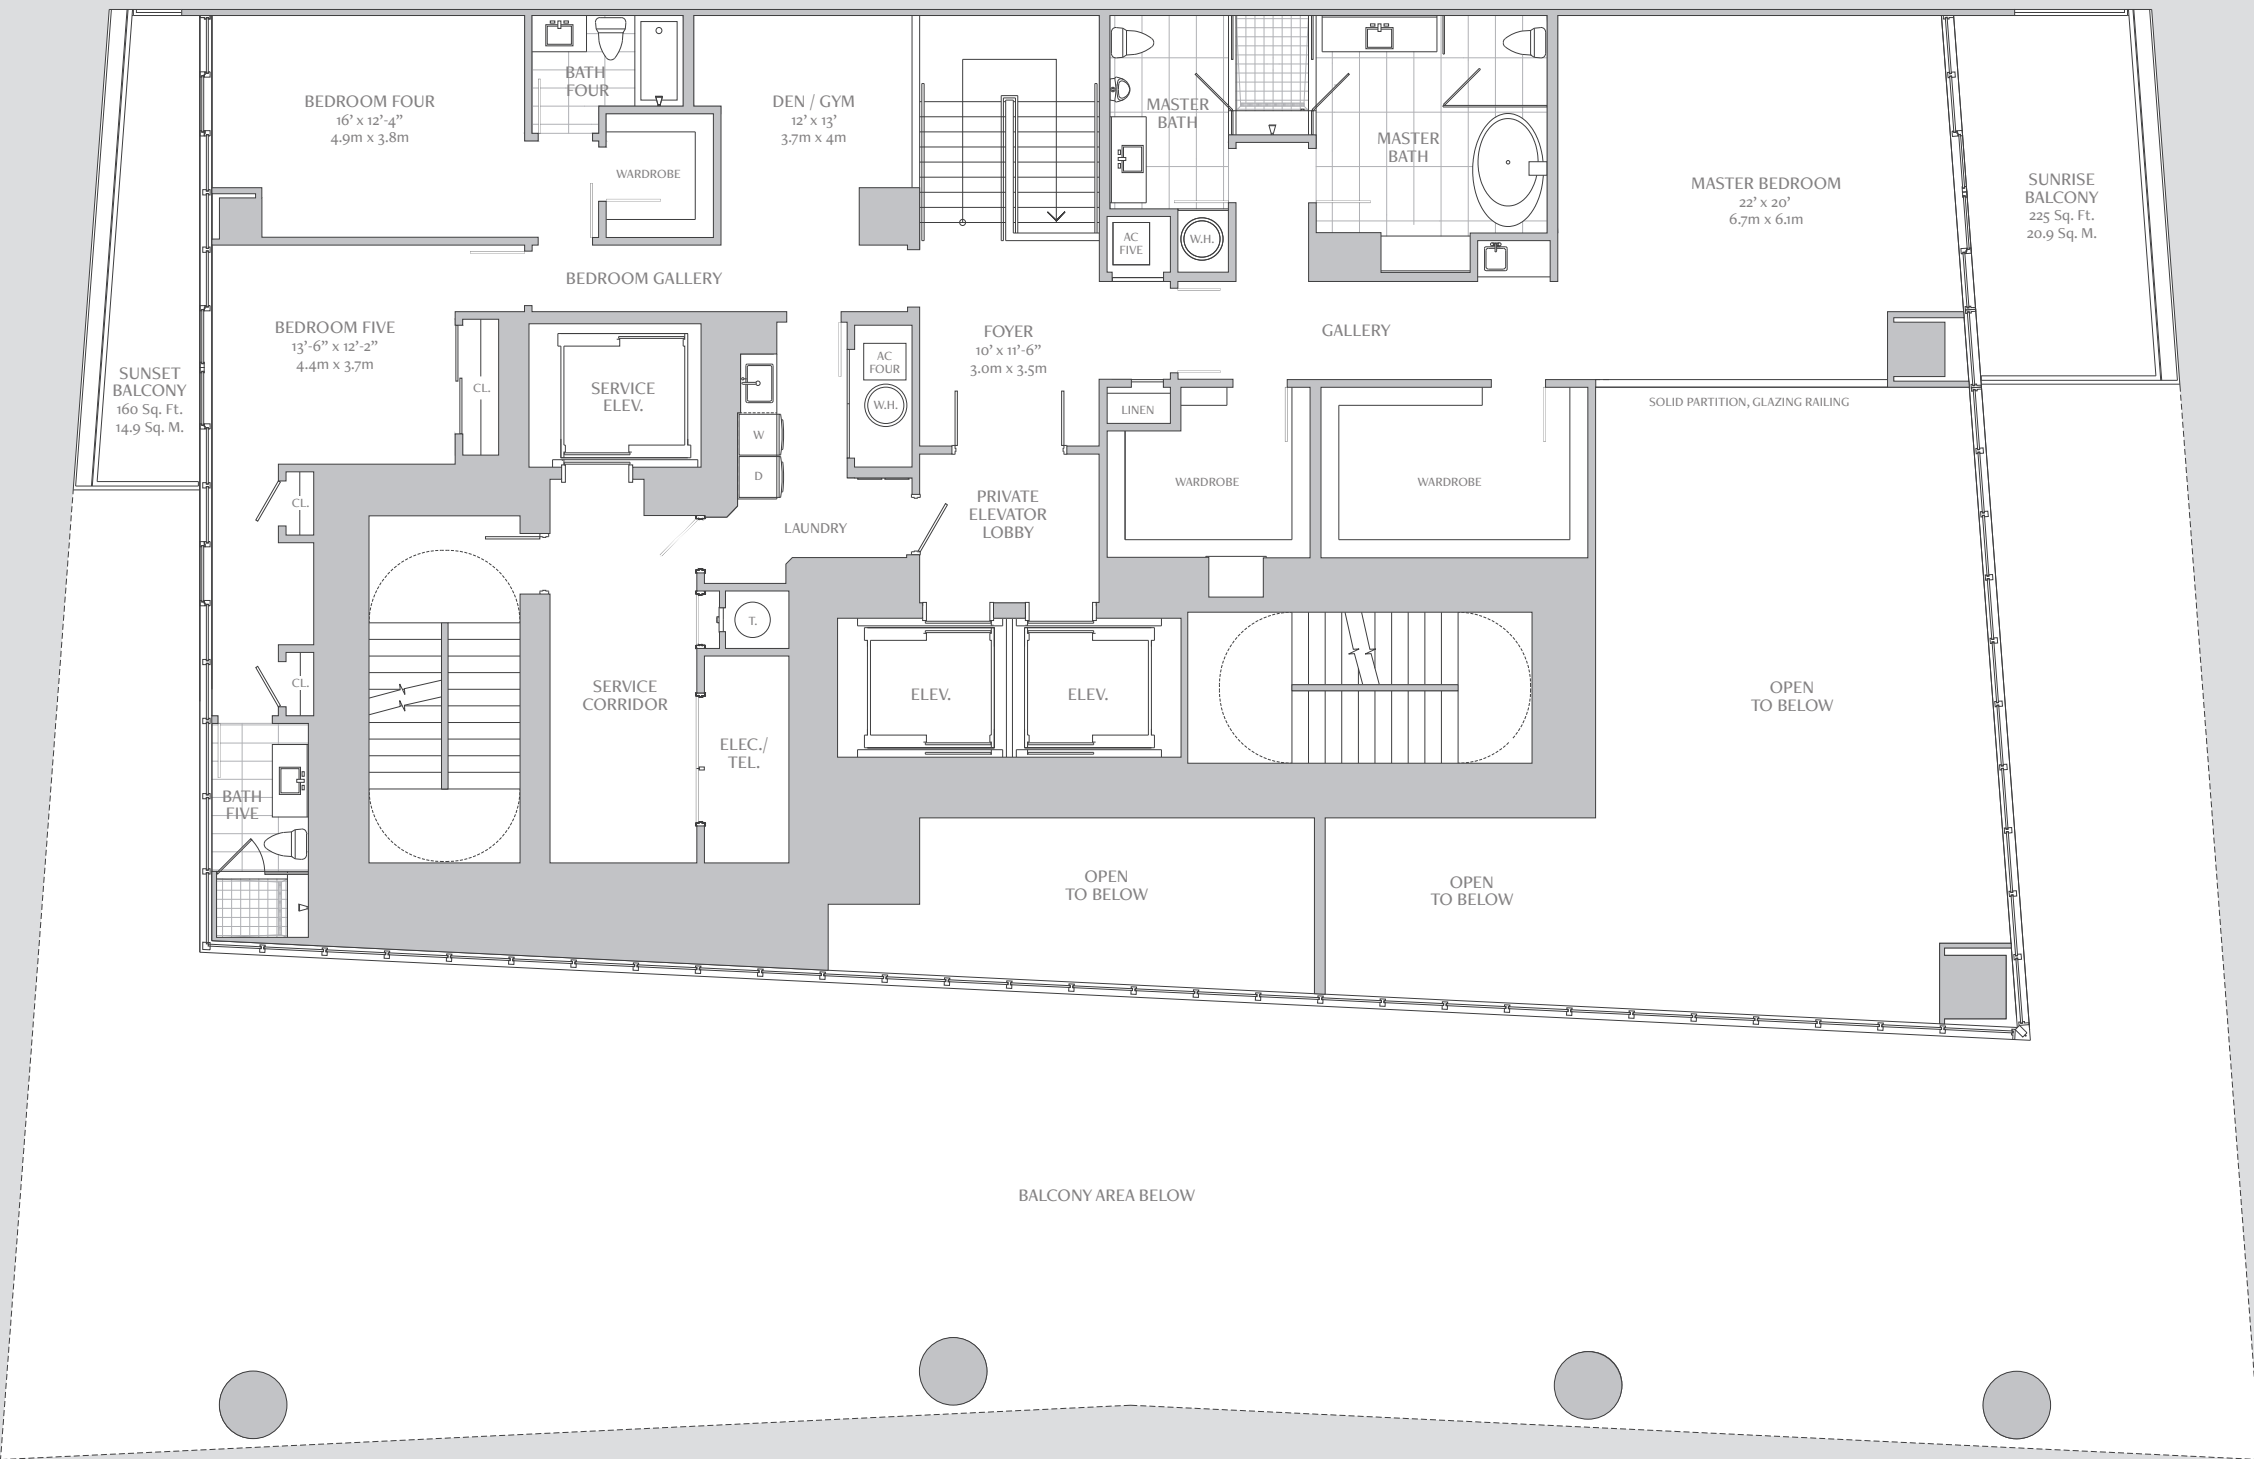 BATH
FOUR
BEDROOM FOUR
16’ x 12’-4”
4.9m x 3.8m
DEN / GYM
12’ x 13’
3.7m x 4m
MASTER
BATH
MASTER
BATH
WARDROBE
MASTER BEDROOM
22’ x 20’
6.7m x 6.1m
SUNRISE
BALCONY
225 Sq. Ft.
20.9 Sq. M.
AC
FIVE
W.H.
BEDROOM GALLERY
BEDROOM FIVE
13’-6” x 12’-2”
4.4m x 3.7m
FOYER
10’ x 11’-6”
3.0m x 3.5m
GALLERY
SUNSET
BALCONY
160 Sq. Ft.
14.9 Sq. M.
CL.
SERVICE
ELEV.
AC
FOUR
W.H.
LINEN
SOLID PARTITION, GLAZING RAILING
W
D
CL.
WARDROBE
WARDROBE
PRIVATE
ELEVATOR
LOBBY
LAUNDRY
T.
CL.
SERVICE
CORRIDOR
ELEV.
ELEV.
OPEN
TO BELOW
ELEC./
TEL.
BATH
FIVE
OPEN
TO BELOW
OPEN
TO BELOW
BALCONY AREA BELOW